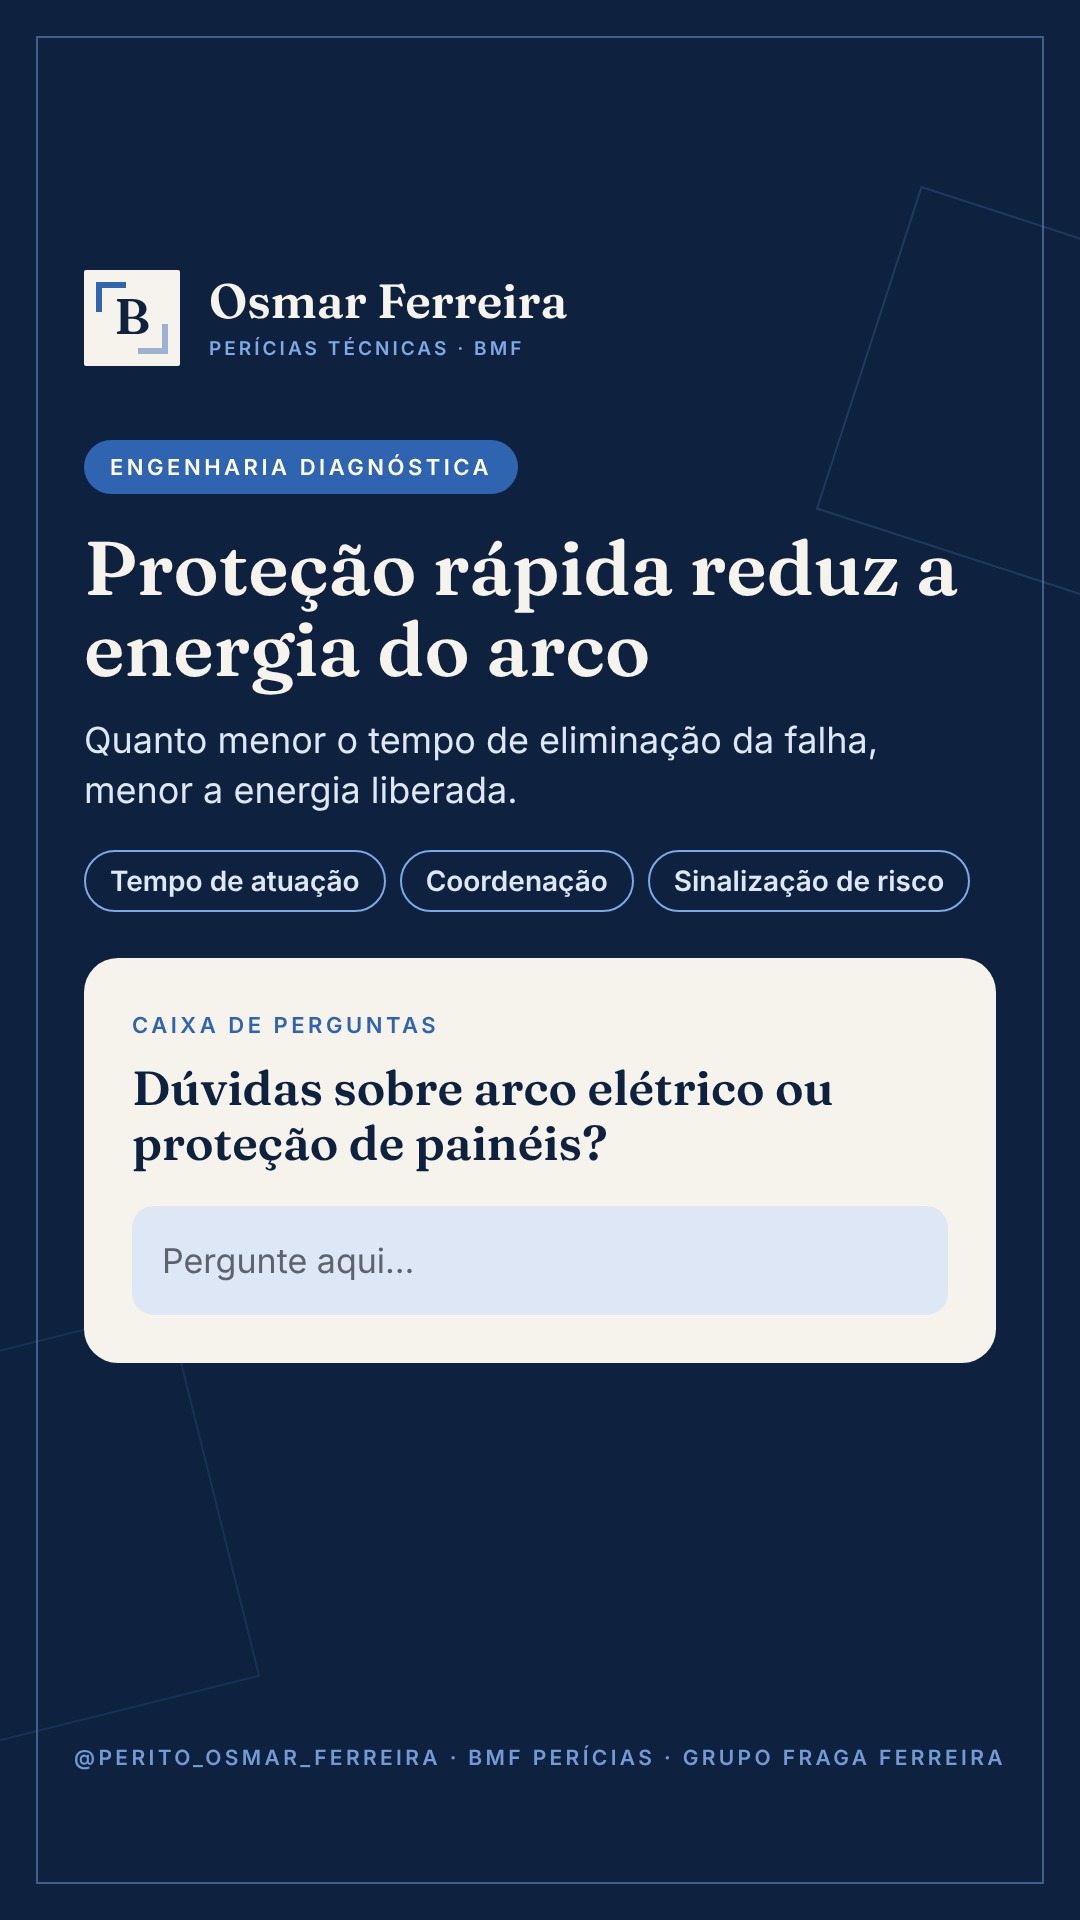 B
Osmar Ferreira
PERÍCIAS TÉCNICAS · BMF
ENGENHARIA DIAGNÓSTICA
Proteção rápida reduz a
energia do arco
Quanto menor o tempo de eliminação da falha,
menor a energia liberada.
Tempo de atuação Coordenação Sinalização de risco
CAIXA DE PERGUNTAS
Dúvidas sobre arco elétrico ou
proteção de painéis?
Pergunte aqui...
@PERITO_OSMAR_FERREIRA · BMF PERÍCIAS · GRUPO FRAGA FERREIRA